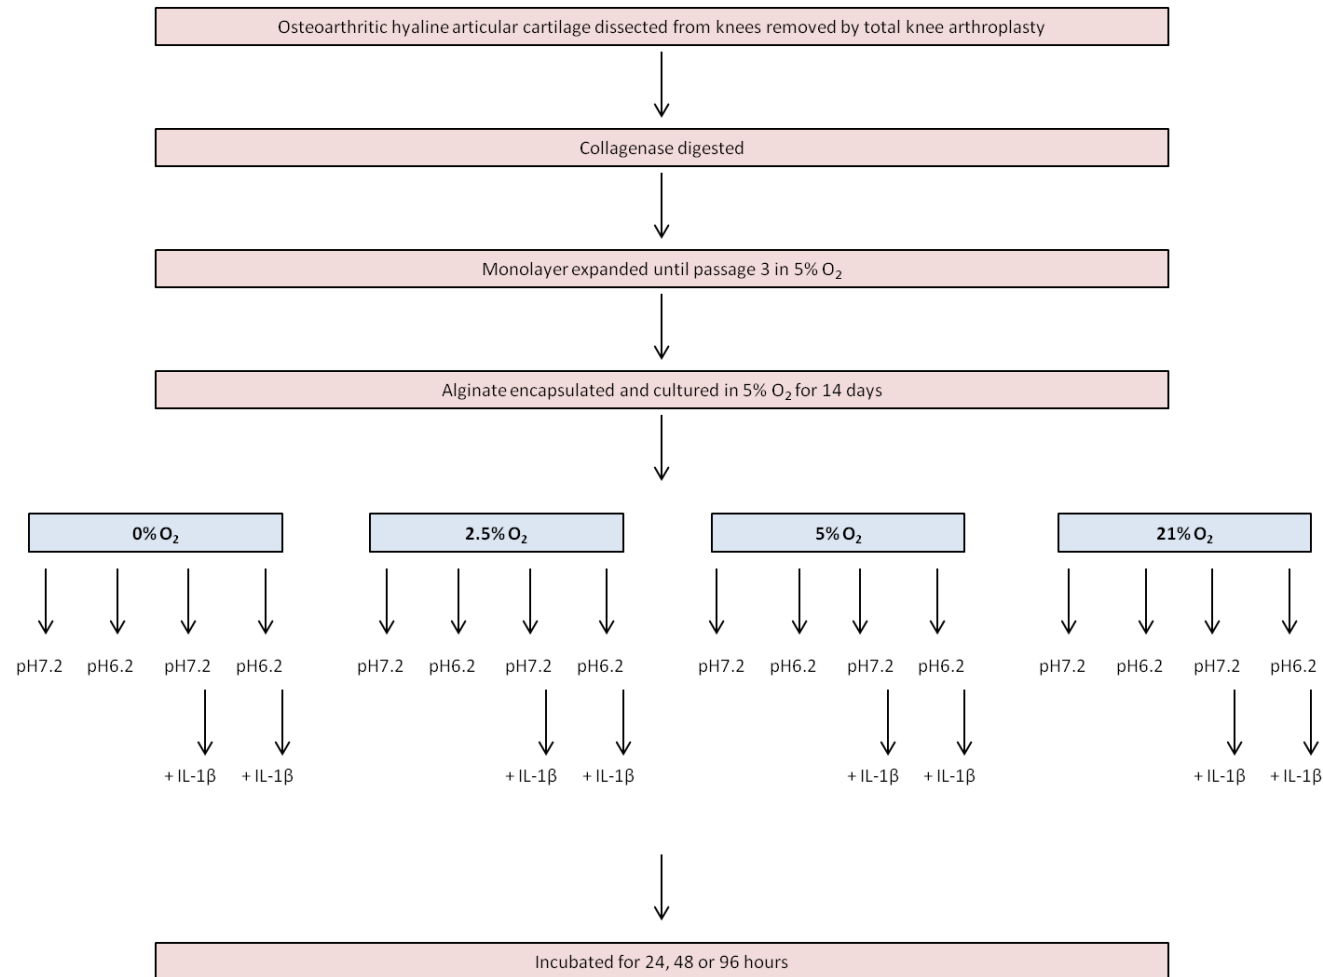 Osteoarthritic hyaline articular cartilage dissected from knees removed by total knee arthroplasty
Collagenase digested
Monolayer expanded until passage 3 in 5% O₂
Alginate encapsulated and cultured in 5% O₂ for 14 days
0% O₂ 2.5% O₂ 5% O₂ 21% O₂
pH7.2 pH6.2 pH7.2 pH6.2 pH7.2 pH6.2 pH7.2 pH6.2 pH7.2 pH6.2 pH7.2 pH6.2 pH7.2 pH6.2 pH7.2 pH6.2
+ IL-1β + IL-1β + IL-1β + IL-1β + IL-1β + IL-1β + IL-1β + IL-1β
Incubated for 24, 48 or 96 hours